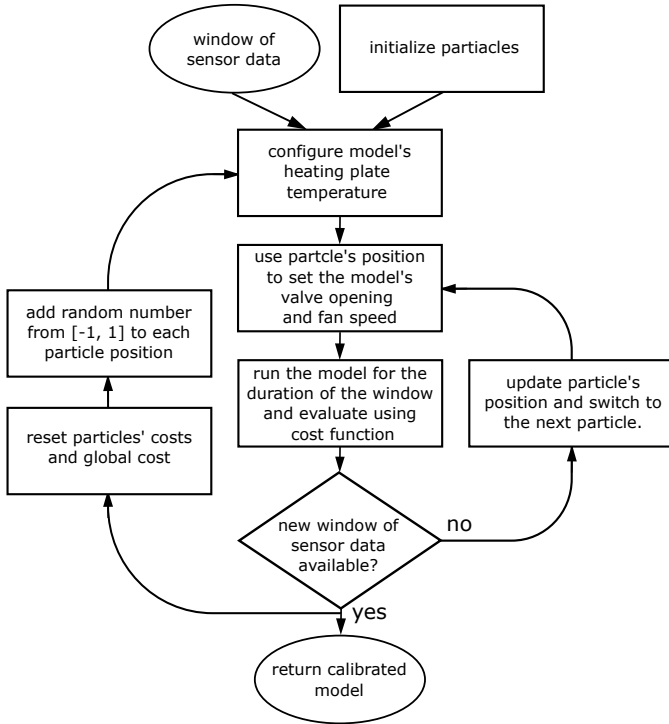 window of
sensor data
initialize partiacles
configure model's
heating plate
temperature
use partcle's position
to set the model's
valve opening
and fan speed
add random number
from [-1, 1] to each
particle position
run the model for the
duration of the window
and evaluate using
cost function
update particle's
position and switch to
the next particle.
reset particles' costs
and global cost
new window of
sensor data
available?
no
yes
return calibrated
model